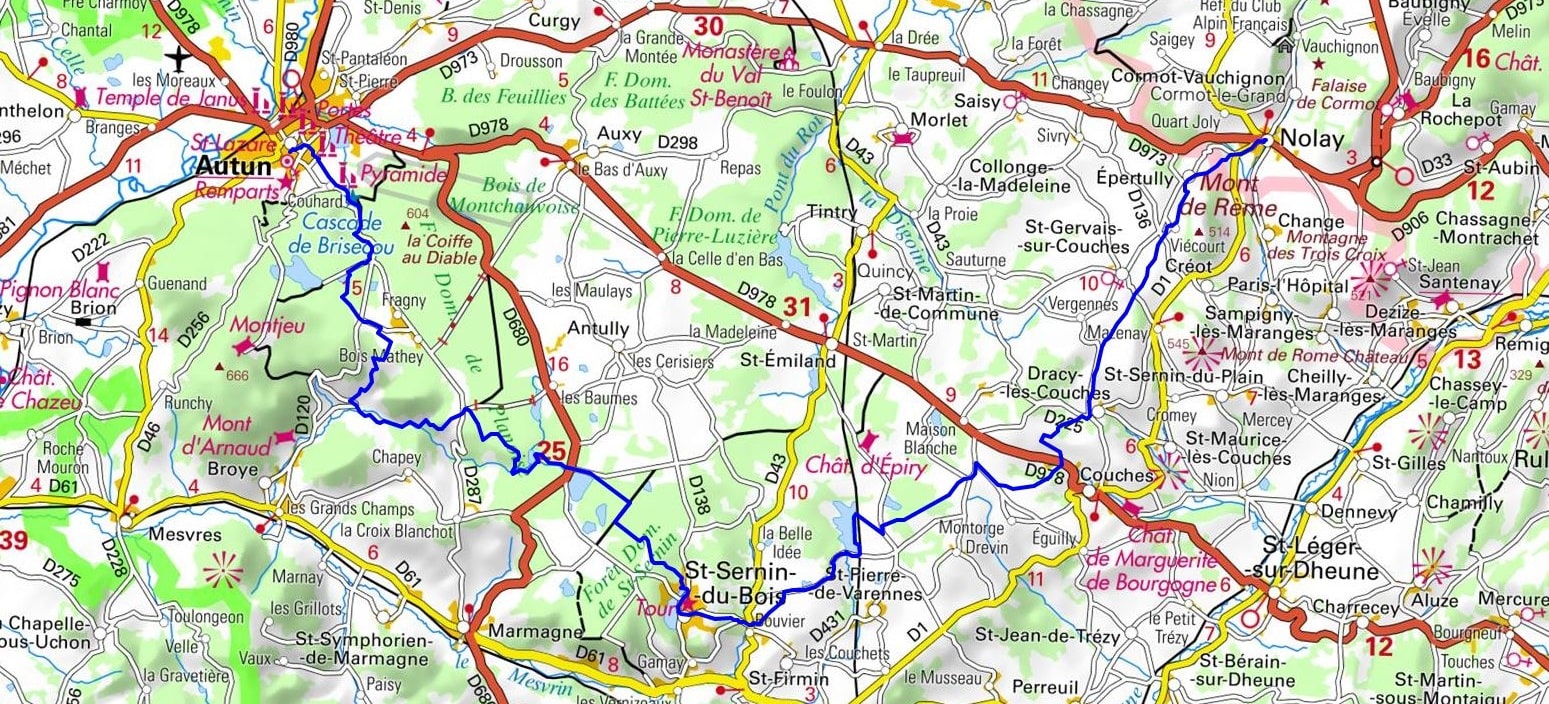 Chantal
D978
12
D980
6
St-Denis
9
Curgy
la Grande
Montée
30
7
Monastère
du Val
St-Benoît
la Drée
la Chassagne
Réf. du Club
Alpin Français
Saigey
9
Baubigny
Évelle
D973
Melin
16
Chât.
Celle
St-Pantaléon
D973
Drousson
5
F. Dom.
des Battées
le Foulon
le Taupreuil
la Forêt
11
Changey
Cormot-Vauchignon
Cormot-le-Grand
Vauchignon
Falaise
de Cormot
Baubigny
La
Rochepot
Gamay
8
les Moreaux
Temple de Janus
St-Pierre
Portes
B. des Feuillies
Saisy
Morlet
Quart Joly
Branges
296
St-Lazare
Théâtre
4
D978
4
Auxy
D298
Pont du Roi
6
D43
Sivry
D973
Nolay
3
D33
St-Aubin
Méchet
11
Autun
Remparts
Pyramide
le Bas d'Auxy
Repas
Collonge-
-la-Madeleine
Épertully
Mont
de Rème
12
Couhard
Bois de
Montchauvoise
Cascade
de Brisecou
604
la Coiffe
au Diable
F. Dom. de
Pierre-Luzière
Tintry
la Digoine
la Proie
D43
St-Gervais-
-sur-Couches
D136
514
Viécourt
Change
Montagne
des Trois Croix
D906
Chassagne-
-Montrachet
681
D222
Pignon Blanc
Brion
Brion
Guenand
5
Fragny
F. Dom. de Planoise
la Celle d'en Bas
Quincy
Sauturne
10
Créot
6
Paris-l'Hôpital
521
St-Jean
Santenay
D256
14
les Maulays
8
D978
31
3
St-Martin-
-de-Commune
Vergennes
D1
Sampigny-
-lès-Maranges
Dezize-
-lès-Maranges
Montjeu
D680
Antully
la Madeleine
St-Martin
Marenay
545
Mont de Rome Château
5
13
Remig
Bois Mathey
16
les Cerisiers
St-Émiland
Dracy-
-lès-Couches
St-Sernin-du-Plain
Cheilly-
-lès-Maranges
Chassey-
-le-Camp
329
Chât.
Chazeu
666
Runchy
les Baumes
9
7
D46
Mont
d'Arnaud
D120
Maison
Blanche
D225
Cromey
Mercey
Roche
Mouron
Broye
Chapey
25
Chât. d'Épiry
6
St-Maurice-
-lès-Couches
St-Gilles
Nantoux
Rul
4
D61
4
D287
D138
D43
10
D978
Couches
Nion
4
Chamilly
les Grands Champs
la Croix Blanchot
Montorge
Drevin
Éguilly
Dennevy
39
Mesvres
D228
6
la Belle
Idée
Chât.
de Marguerite
de Bourgogne
St-Léger-
-sur-Dheune
D275
Marnay
D61
Forêt Dom.
de St-Sernin
St-Sernin-
-du-Bois
Tour
St-Pierre-
-de-Varennes
11
6
les Grillots
Charrecey
Aluze
Mercure
Chapelle-
-ous-Uchon
Toulongeon
Velle
St-Symphorien-
-de-Marmagne
Marmagne
Bouvier
D431
D1
St-Jean-de-Trézy
le Petit
Trézy
7
12
Bourgneuf
Vaux
Paisy
le
Mesvrin
D61
8
Gamay
les Couchets
St-Bérain-
-sur-Dheune
Touches
la Gravetière
St-Firmin
3
le Musseau
Perreuil
St-Martin-
-sous-Montaigu